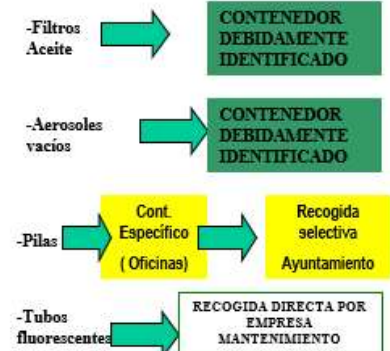 -Filtros
Aceite
CONTENEDOR
DEBIDAMENTE
IDENTIFICADO
-Aerosoles
vacíos
CONTENEDOR
DEBIDAMENTE
IDENTIFICADO
-Pilas
Cont.
Específico
( Oficinas)
Recogida
selectiva
Ayuntamiento
-Tubos
fluorescentes
RECOGIDA DIRECTA POR
EMPRESA
MANTENIMIENTO